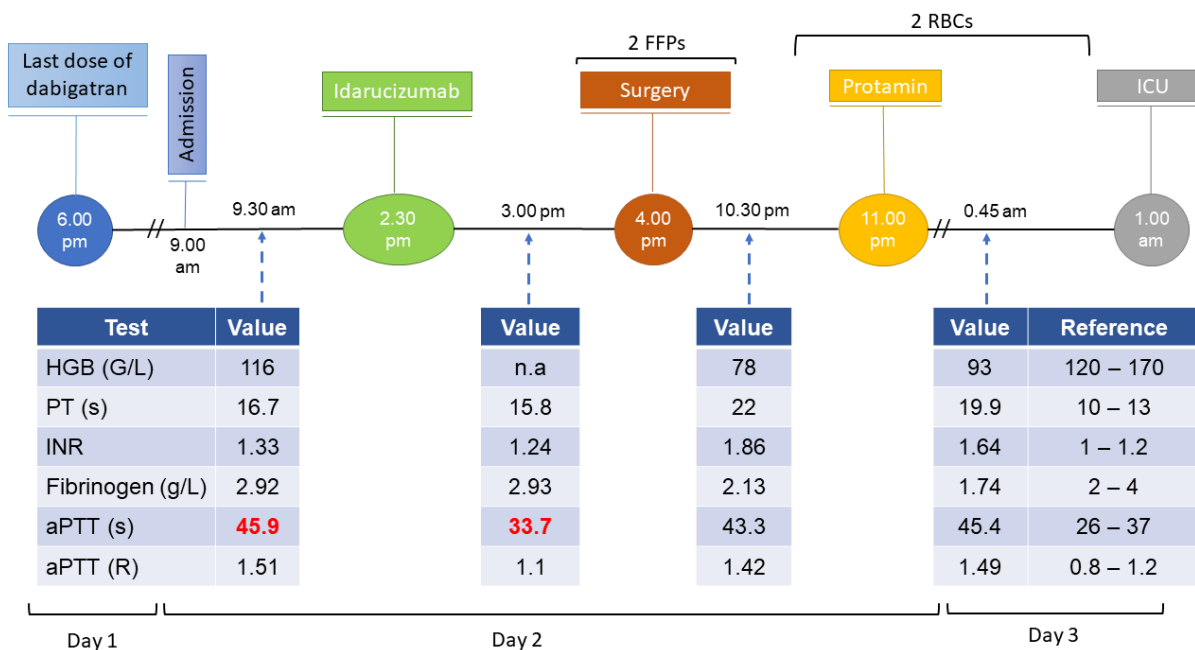 2 RBCs
2 FFPs
Last dose of
dabigatran
Admission
Idarucizumab
Surgery
Protamin
ICU
6.00
pm
9.00
am
9.30 am
2.30
pm
3.00 pm
4.00
pm
10.30 pm
11.00
pm
0.45 am
1.00
am
Test Value Value Value Value Reference
HGB (G/L) 116 n.a 78 93 120 – 170
PT (s) 16.7 15.8 22 19.9 10 – 13
INR 1.33 1.24 1.86 1.64 1 – 1.2
Fibrinogen (g/L) 2.92 2.93 2.13 1.74 2 – 4
aPTT (s) 45.9 33.7 43.3 45.4 26 – 37
aPTT (R) 1.51 1.1 1.42 1.49 0.8 – 1.2
Day 1 Day 2 Day 3